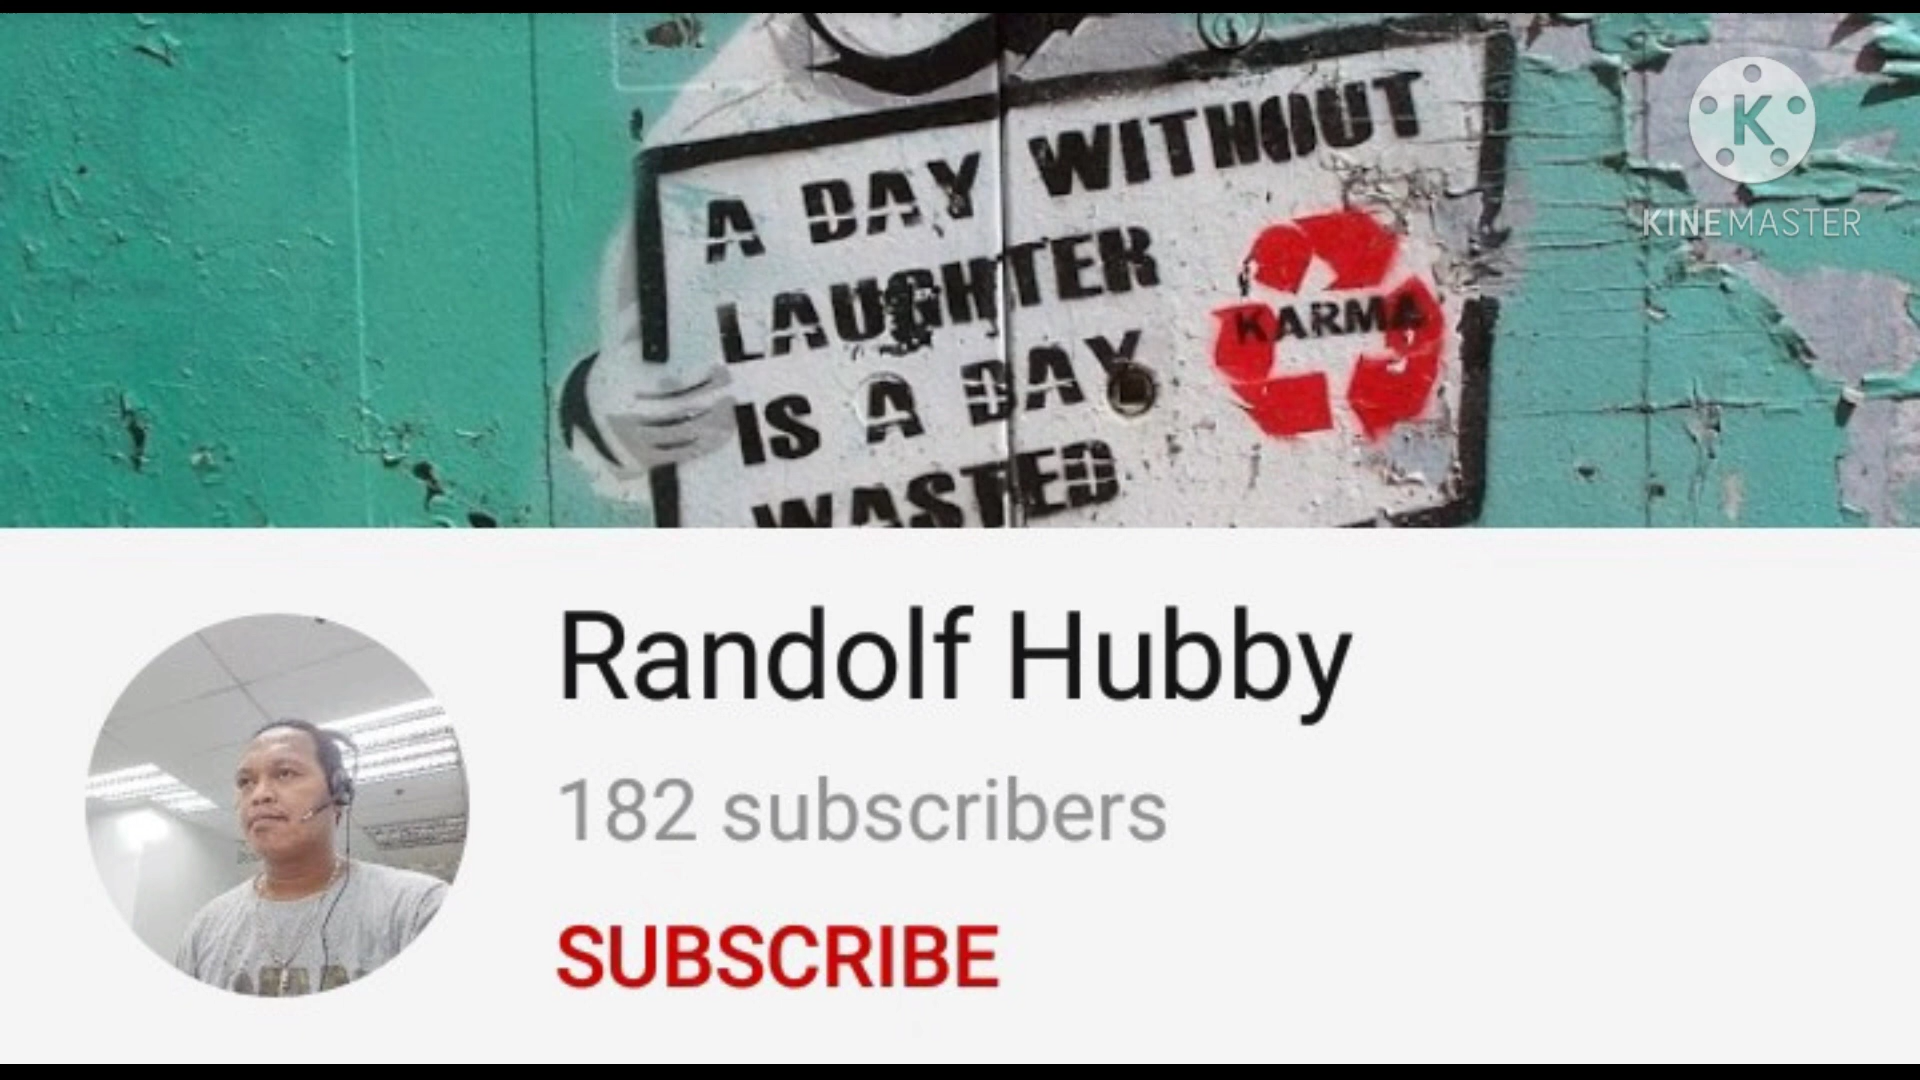 A DAY WITHOUT
LAUGHTER
IS A DAY
WASTED
KARMA
K
KINEMASTER
Randolf Hubby
182 subscribers
SUBSCRIBE